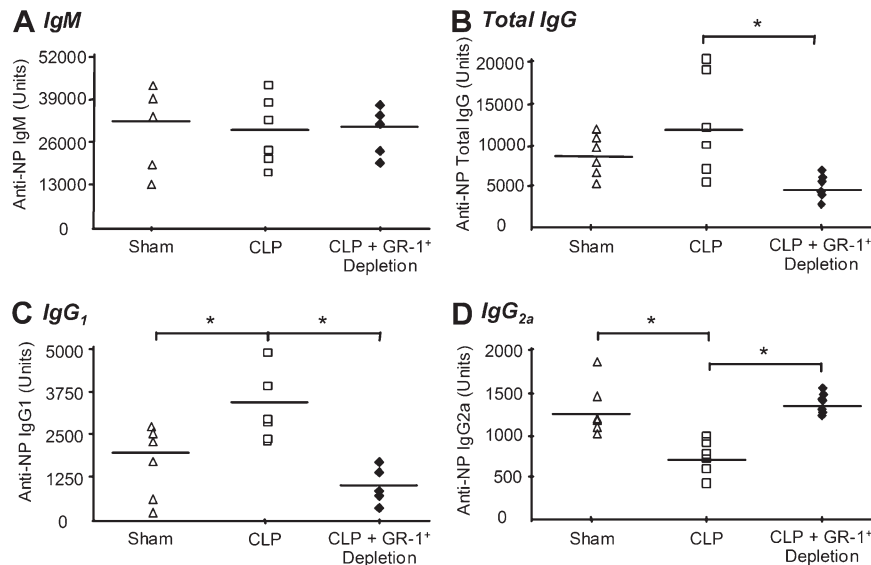 A IgM
52000
39000
26000
13000
0
Anti-NP IgM (Units)
Sham
CLP
CLP + GR-1+
Depletion
B Total IgG
*
20000
15000
10000
5000
0
Anti-NP Total IgG (Units)
Sham
CLP
CLP + GR-1+
Depletion
C IgG1
* *
5000
3750
2500
1250
0
Anti-NP IgG1 (Units)
Sham
CLP
CLP + GR-1+
Depletion
D IgG2a
*
*
2000
1500
1000
500
0
Anti-NP IgG2a (Units)
Sham
CLP
CLP + GR-1+
Depletion